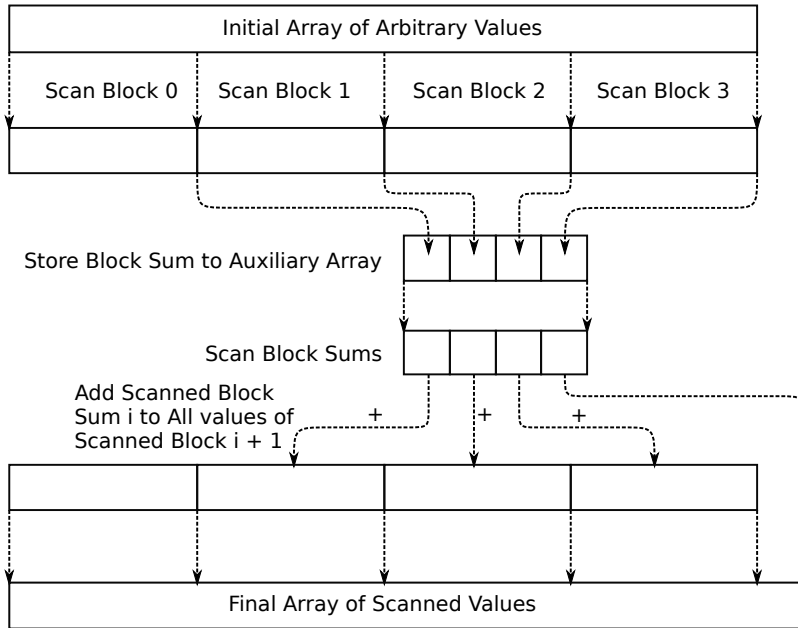 Initial Array of Arbitrary Values
Scan Block 0
Scan Block 1
Scan Block 2
Scan Block 3
Store Block Sum to Auxiliary Array
Scan Block Sums
Add Scanned Block
Sum i to All values of
Scanned Block i + 1
+
+
+
Final Array of Scanned Values